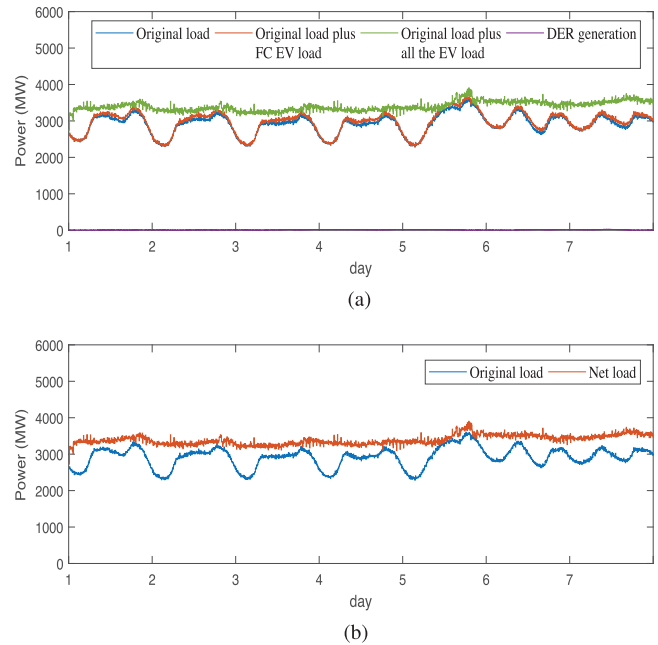 6000
5000
4000
3000
2000
1000
0
Power (MW)
Original load
Original load plus
FC EV load
Original load plus
all the EV load
DER generation
1 2 3 4 5 6 7
day
(a)
6000
5000
4000
3000
2000
1000
0
Power (MW)
Original load
Net load
1 2 3 4 5 6 7
day
(b)